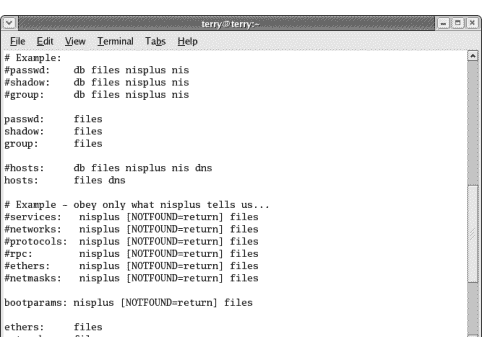 terry@terry:~
File Edit View Terminal Tabs Help
# Example:
#passwd:    db files nisplus nis
#shadow:    db files nisplus nis
#group:     db files nisplus nis

passwd:     files
shadow:     files
group:      files

#hosts:     db files nisplus nis dns
hosts:      files dns

# Example - obey only what nisplus tells us...
#services:   nisplus [NOTFOUND=return] files
#networks:   nisplus [NOTFOUND=return] files
#protocols:  nisplus [NOTFOUND=return] files
#rpc:        nisplus [NOTFOUND=return] files
#ethers:     nisplus [NOTFOUND=return] files
#netmasks:   nisplus [NOTFOUND=return] files

bootparams: nisplus [NOTFOUND=return] files

ethers:     files